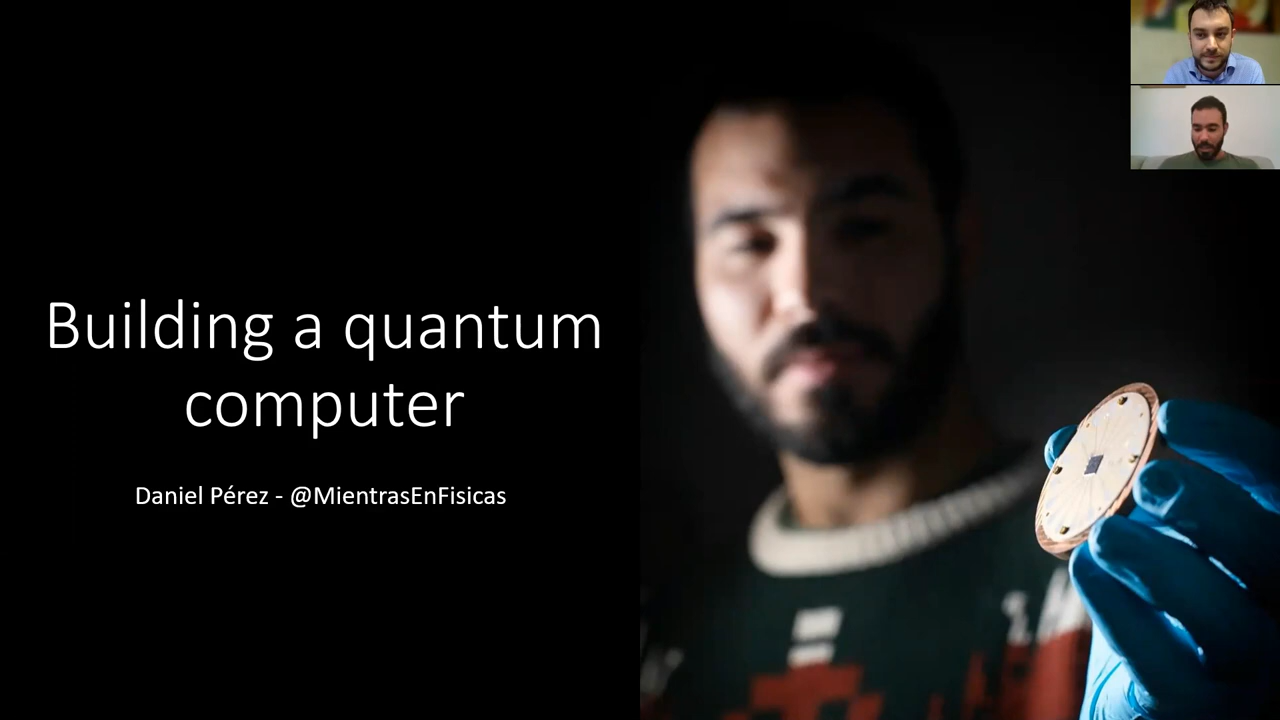 Building a quantum
computer
Daniel Pérez - @MientrasEnFisicas